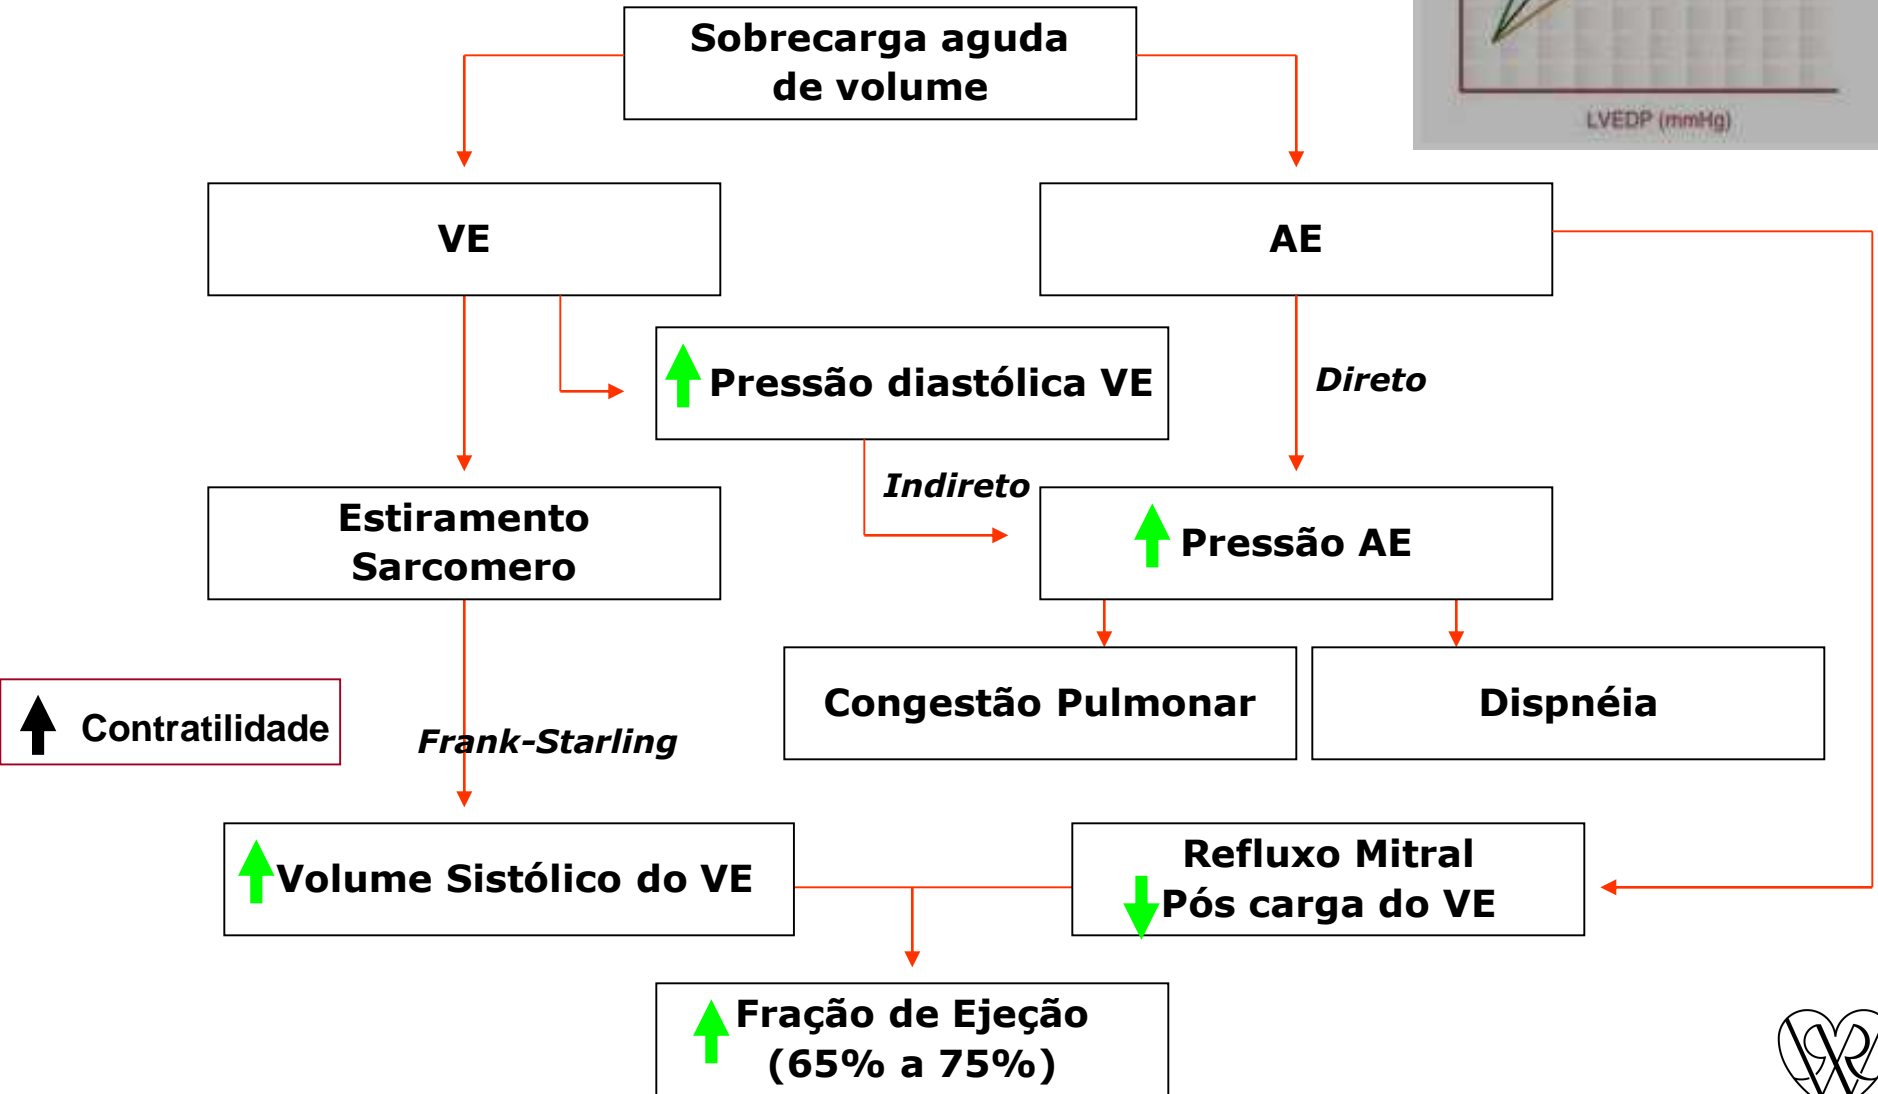 Sobrecarga aguda
de volume
LVEDP (mmHg)
VE
AE
Pressão diastólica VE
Direto
Indireto
Estiramento
Sarcomero
Pressão AE
Congestão Pulmonar
Dispnéia
Contratilidade
Frank-Starling
Volume Sistólico do VE
Refluxo Mitral
Pós carga do VE
Fração de Ejeção
(65% a 75%)